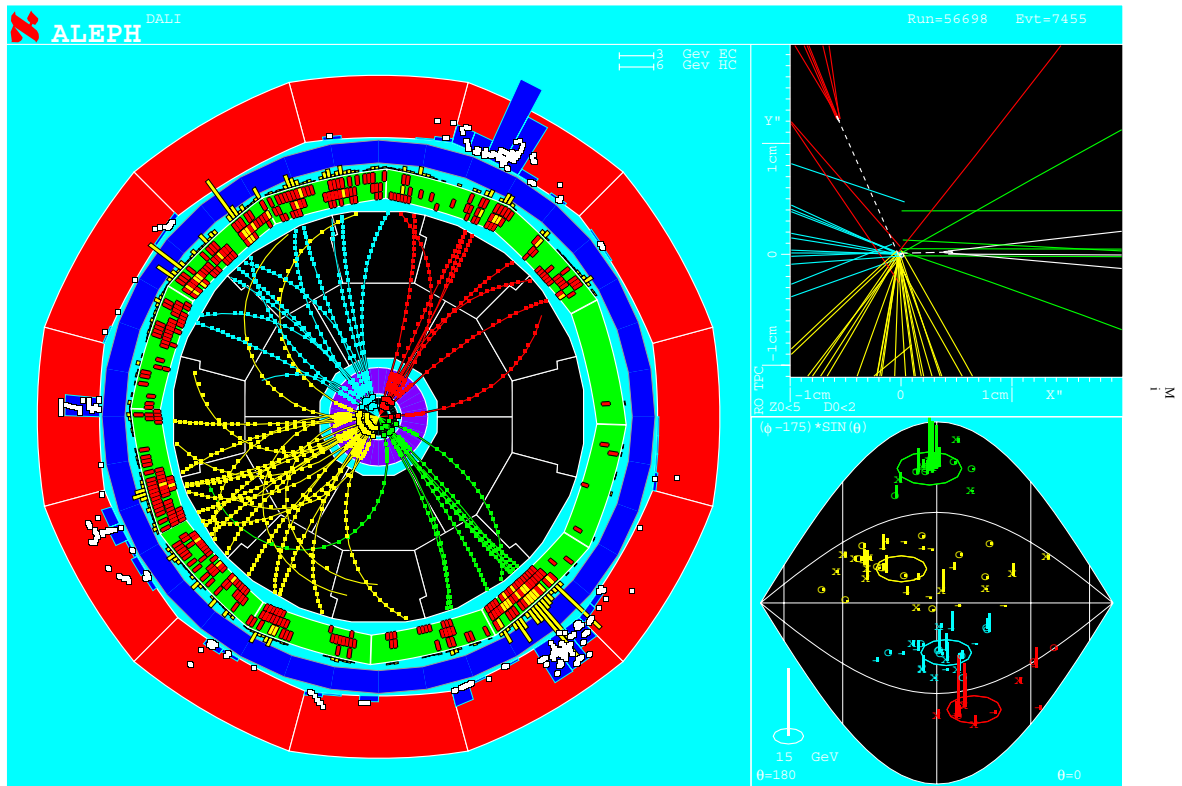 DALI
ALEPH
Run=56698 Evt=7455
3 Gev EC
6 Gev HC
Y"
1cm
0
-1cm
RO TPC
-1cm 0 1cm X"
Z0<5 D0<2
(ϕ-175)*SIN(θ)
15 GeV
θ=180 θ=0
M
i